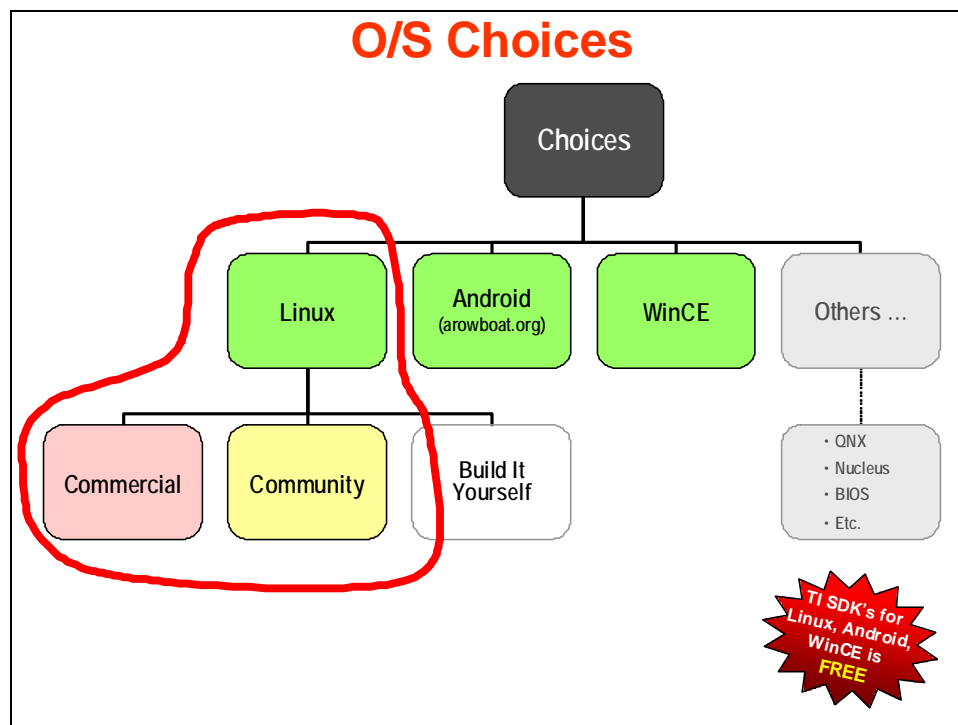 O/S Choices
Choices
Linux
Android
(arowboat.org)
WinCE
Others ...
Commercial
Community
Build It
Yourself
• QNX
• Nucleus
• BIOS
• Etc.
TI SDK's for
Linux, Android,
WinCE is
FREE